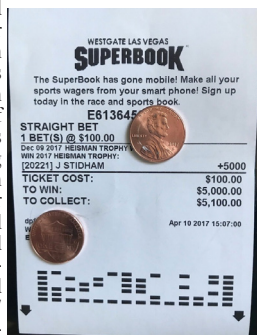 WESTGATE LAS VEGAS
SUPERBOOK
The SuperBook has gone mobile! Make all your
sports wagers from your smart phone! Sign up
today in the race and sports book.
E613645
STRAIGHT BET
1 BET(S) @ $100.00
Dec 09 2017 HEISMAN TROPHY
WIN 2017 HEISMAN TROPHY:
[20221] J STIDHAM +5000
TICKET COST: $100.00
TO WIN: $5,000.00
TO COLLECT: $5,100.00
Apr 10 2017 15:07:00